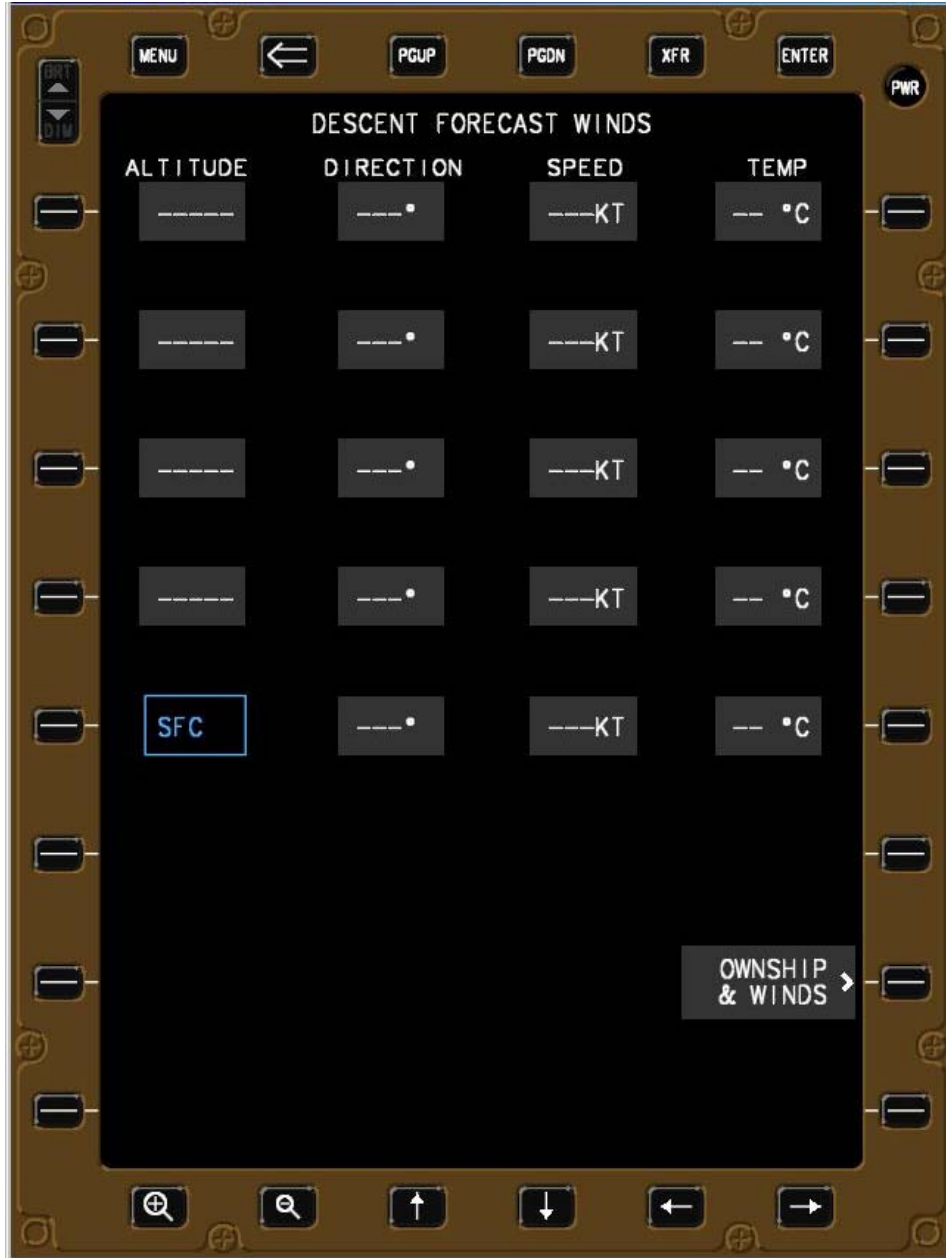 MENU PGUP PGDN XFR ENTER
BRT
PWR
DIM
DESCENT FORECAST WINDS
ALTITUDE DIRECTION SPEED TEMP
----- ---° ---KT -- °C
----- ---° ---KT -- °C
----- ---° ---KT -- °C
----- ---° ---KT -- °C
SFC ---° ---KT -- °C
OWNSHIP
& WINDS